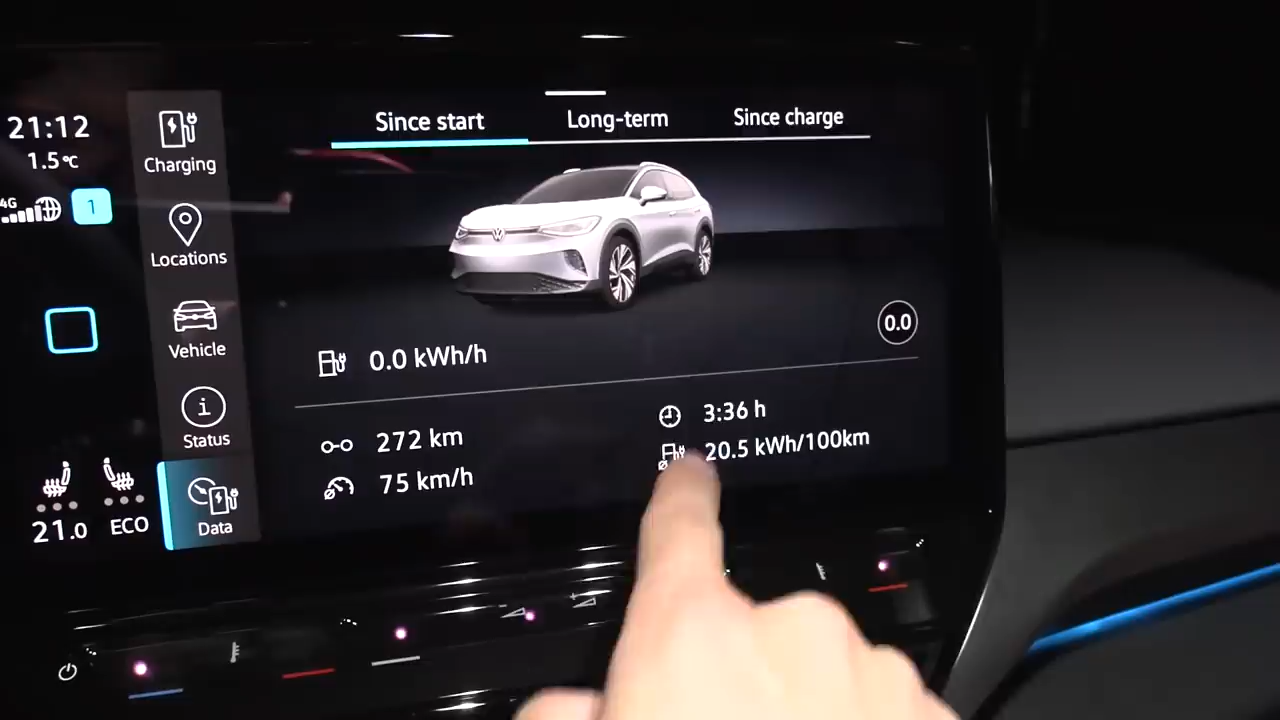 21:12
1.5°C
4G
1
21.0
ECO
Charging
Locations
Vehicle
Status
Data
Since start
Long-term
Since charge
0.0
0.0 kWh/h
272 km
75 km/h
3:36 h
20.5 kWh/100km